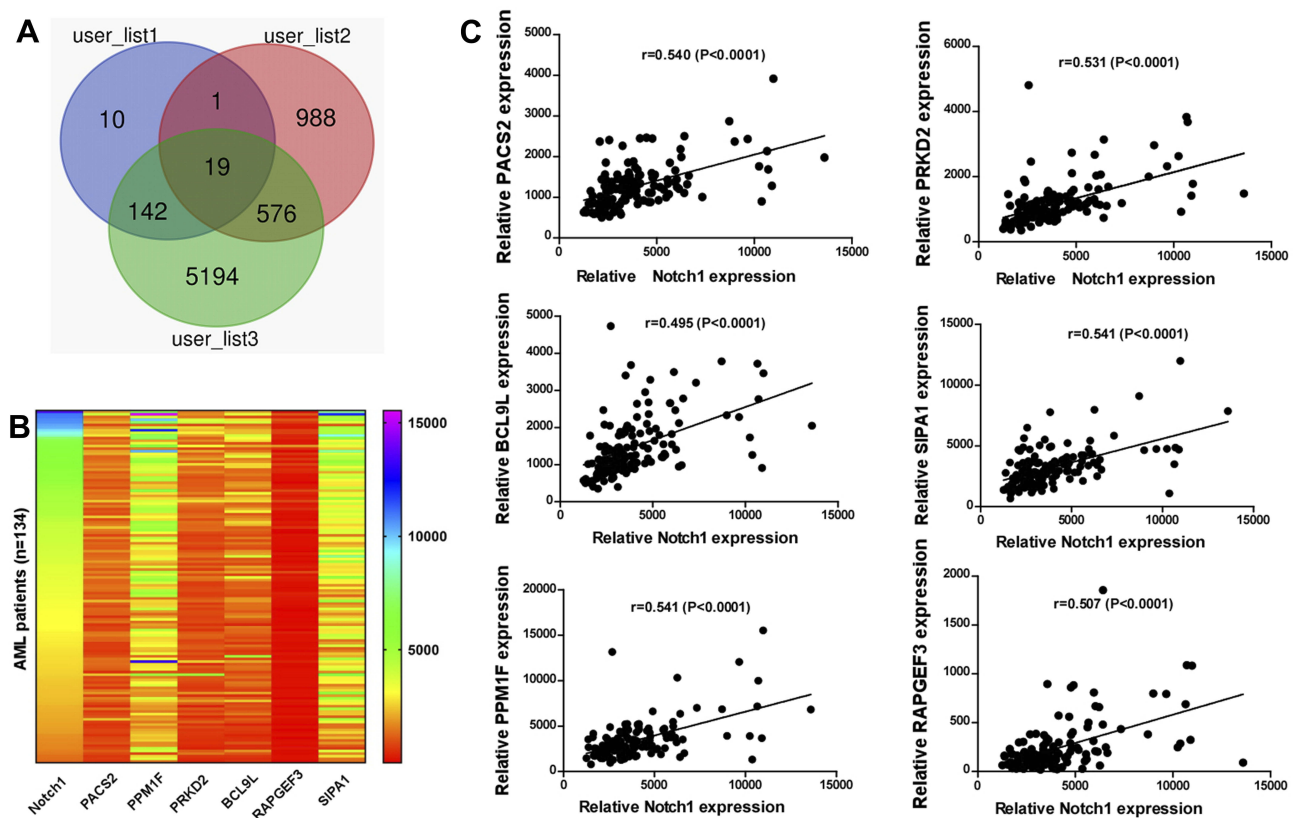 A
user_list1
user_list2
10
1
988
19
142
576
5194
user_list3
B
AML patients (n=134)
15000
10000
5000
Notch1
PACS2
PPM1F
PRKD2
BCL9L
RAPGEF3
SIPA1
C
Relative PACS2 expression
5000
4000
3000
2000
1000
0
r=0.540 (P<0.0001)
0
5000
10000
15000
Relative Notch1 expression
Relative PRKD2 expression
6000
4000
2000
0
r=0.531 (P<0.0001)
0
5000
10000
15000
Relative Notch1 expression
Relative BCL9L expression
5000
4000
3000
2000
1000
0
r=0.495 (P<0.0001)
0
5000
10000
15000
Relative Notch1 expression
Relative SIPA1 expression
15000
10000
5000
0
r=0.541 (P<0.0001)
0
5000
10000
15000
Relative Notch1 expression
Relative PPM1F expression
20000
15000
10000
5000
0
r=0.541 (P<0.0001)
0
5000
10000
15000
Relative Notch1 expression
Relative RAPGEF3 expression
2000
1500
1000
500
0
r=0.507 (P<0.0001)
0
5000
10000
15000
Relative Notch1 expression